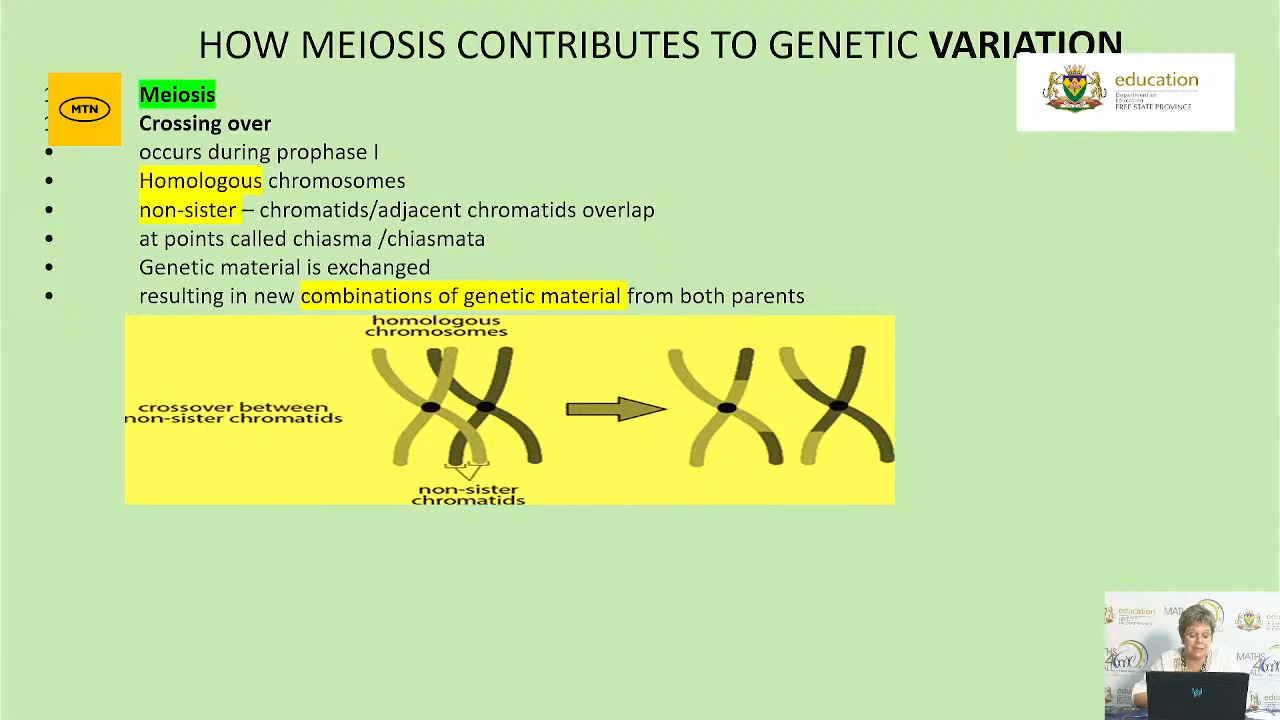 HOW MEIOSIS CONTRIBUTES TO GENETIC VARIATION
MTN
education
Department of
Education
FREE STATE PROVINCE
Meiosis
Crossing over
• occurs during prophase I
• Homologous chromosomes
• non-sister – chromatids/adjacent chromatids overlap
• at points called chiasma /chiasmata
• Genetic material is exchanged
• resulting in new combinations of genetic material from both parents
homologous
chromosomes
crossover between
non-sister chromatids
non-sister
chromatids
education
MATHS
education